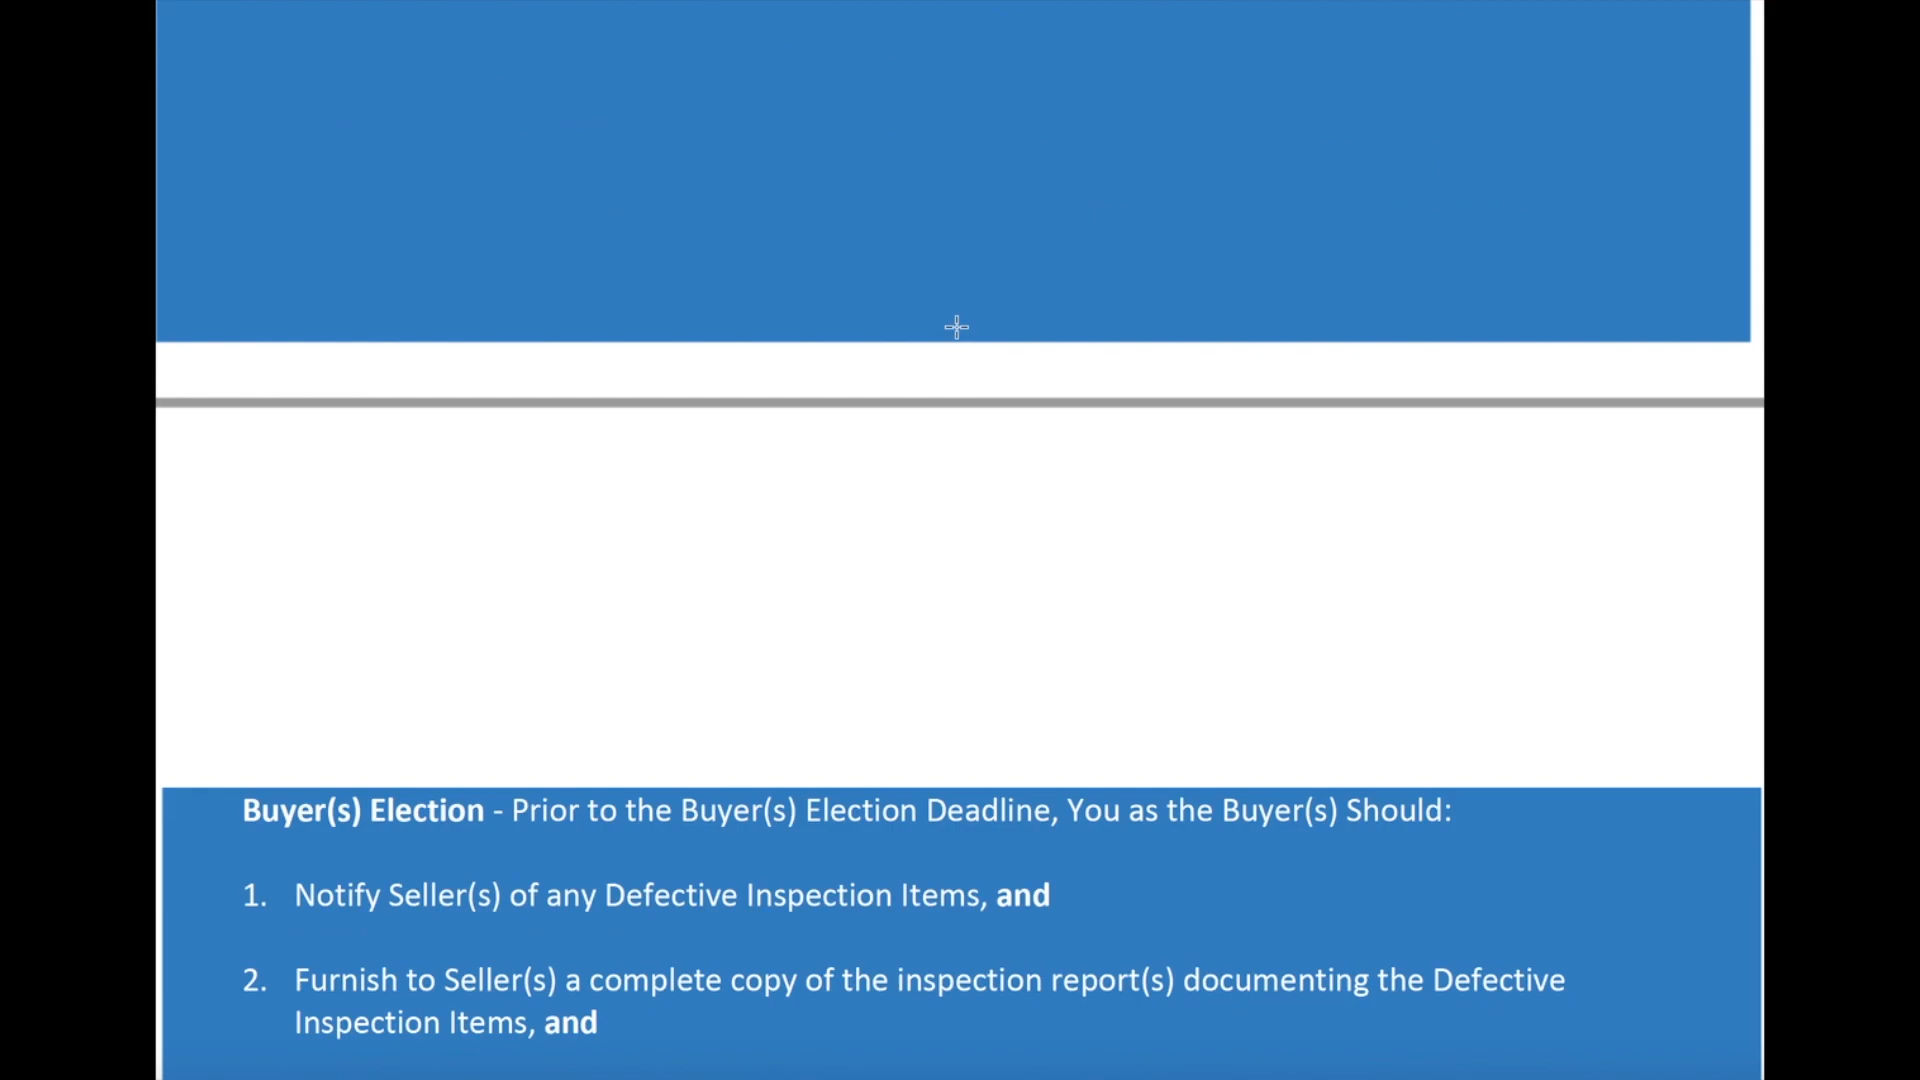 Buyer(s) Election - Prior to the Buyer(s) Election Deadline, You as the Buyer(s) Should:
1. Notify Seller(s) of any Defective Inspection Items, and
2. Furnish to Seller(s) a complete copy of the inspection report(s) documenting the Defective
Inspection Items, and